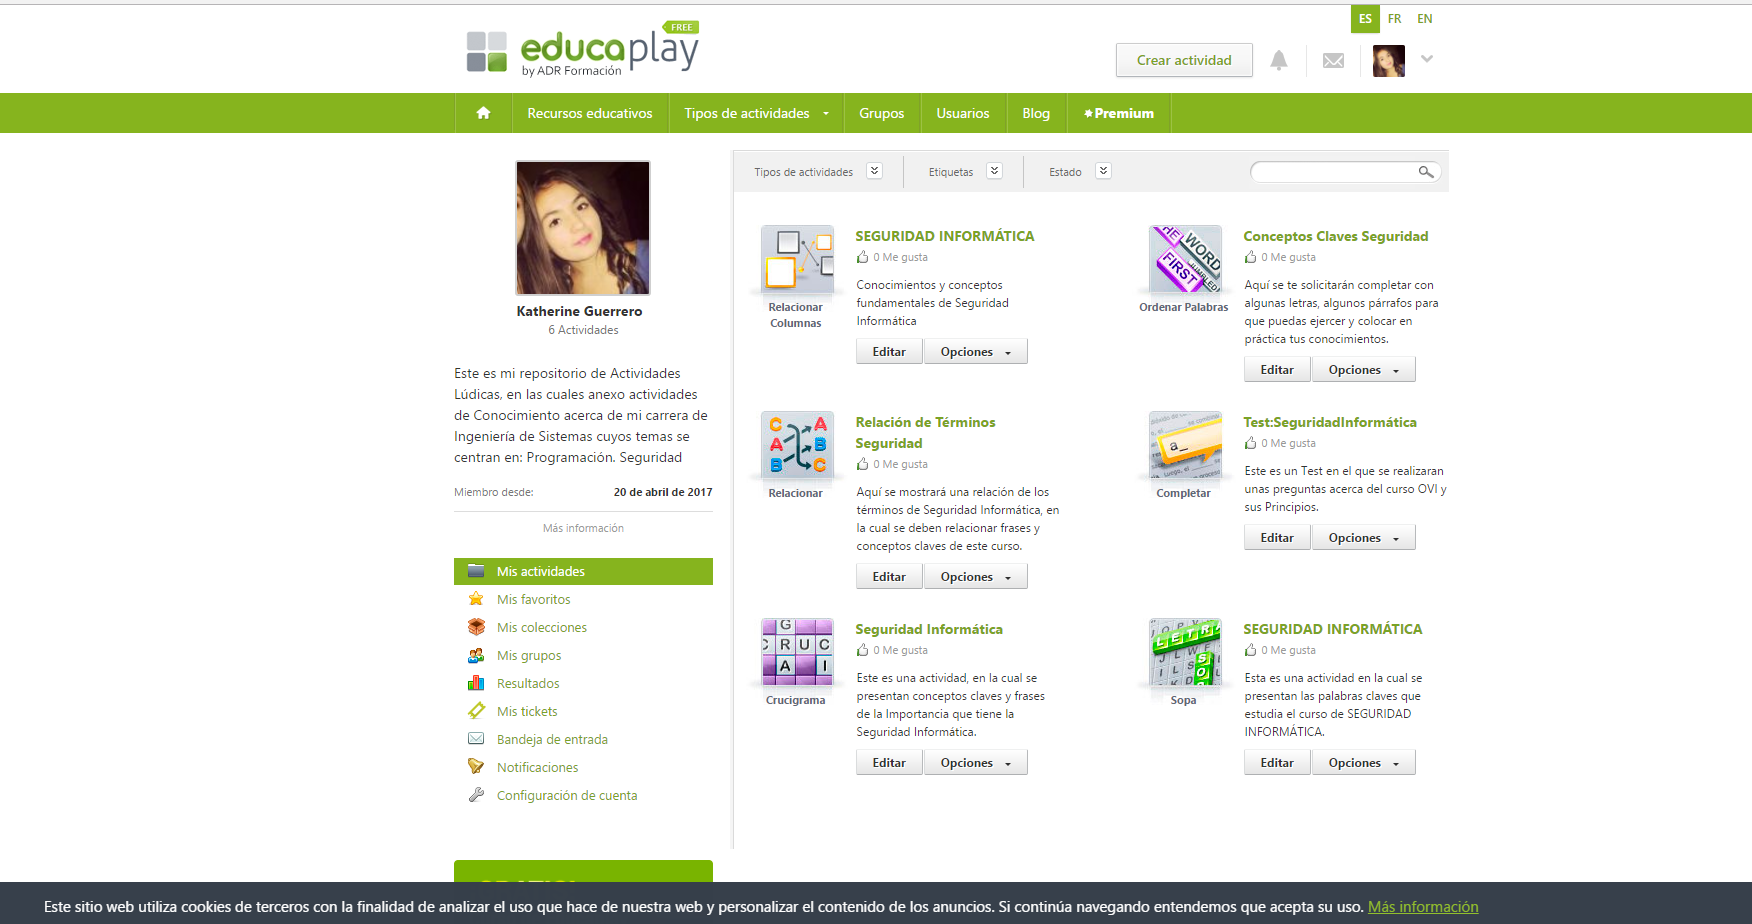 ES FR EN
FREE
educaplay
by ADR Formación
Crear actividad
Recursos educativos
Tipos de actividades
Grupos
Usuarios
Blog
Premium
Katherine Guerrero
6 Actividades
Este es mi repositorio de Actividades
Lúdicas, en las cuales anexo actividades
de Conocimiento acerca de mi carrera de
Ingeniería de Sistemas cuyos temas se
centran en: Programación. Seguridad
Miembro desde: 20 de abril de 2017
Más información
Mis actividades
Mis favoritos
Mis colecciones
Mis grupos
Resultados
Mis tickets
Bandeja de entrada
Notificaciones
Configuración de cuenta
Tipos de actividades
Etiquetas
Estado
Relacionar
Columnas
SEGURIDAD INFORMÁTICA
0 Me gusta
Conocimientos y conceptos
fundamentales de Seguridad
Informática
Editar Opciones
WORD
FIRST
Ordenar Palabras
Conceptos Claves Seguridad
0 Me gusta
Aquí se te solicitarán completar con
algunas letras, algunos párrafos para
que puedas ejercer y colocar en
práctica tus conocimientos.
Editar Opciones
C A
A B
B C
Relacionar
Relación de Términos
Seguridad
0 Me gusta
Aquí se mostrará una relación de los
términos de Seguridad Informática, en
la cual se deben relacionar frases y
conceptos claves de este curso.
Editar Opciones
a_
Completar
Test:SeguridadInformática
0 Me gusta
Este es un Test en el que se realizaran
unas preguntas acerca del curso OVI y
sus Principios.
Editar Opciones
G
C R U C
A I
Crucigrama
Seguridad Informática
0 Me gusta
Este es una actividad, en la cual se
presentan conceptos claves y frases
de la Importancia que tiene la
Seguridad Informática.
Editar Opciones
LETRA
Sopa
SEGURIDAD INFORMÁTICA
0 Me gusta
Esta es una actividad en la cual se
presentan las palabras claves que
estudia el curso de SEGURIDAD
INFORMÁTICA.
Editar Opciones
Este sitio web utiliza cookies de terceros con la finalidad de analizar el uso que hace de nuestra web y personalizar el contenido de los anuncios. Si continúa navegando entendemos que acepta su uso. Más información